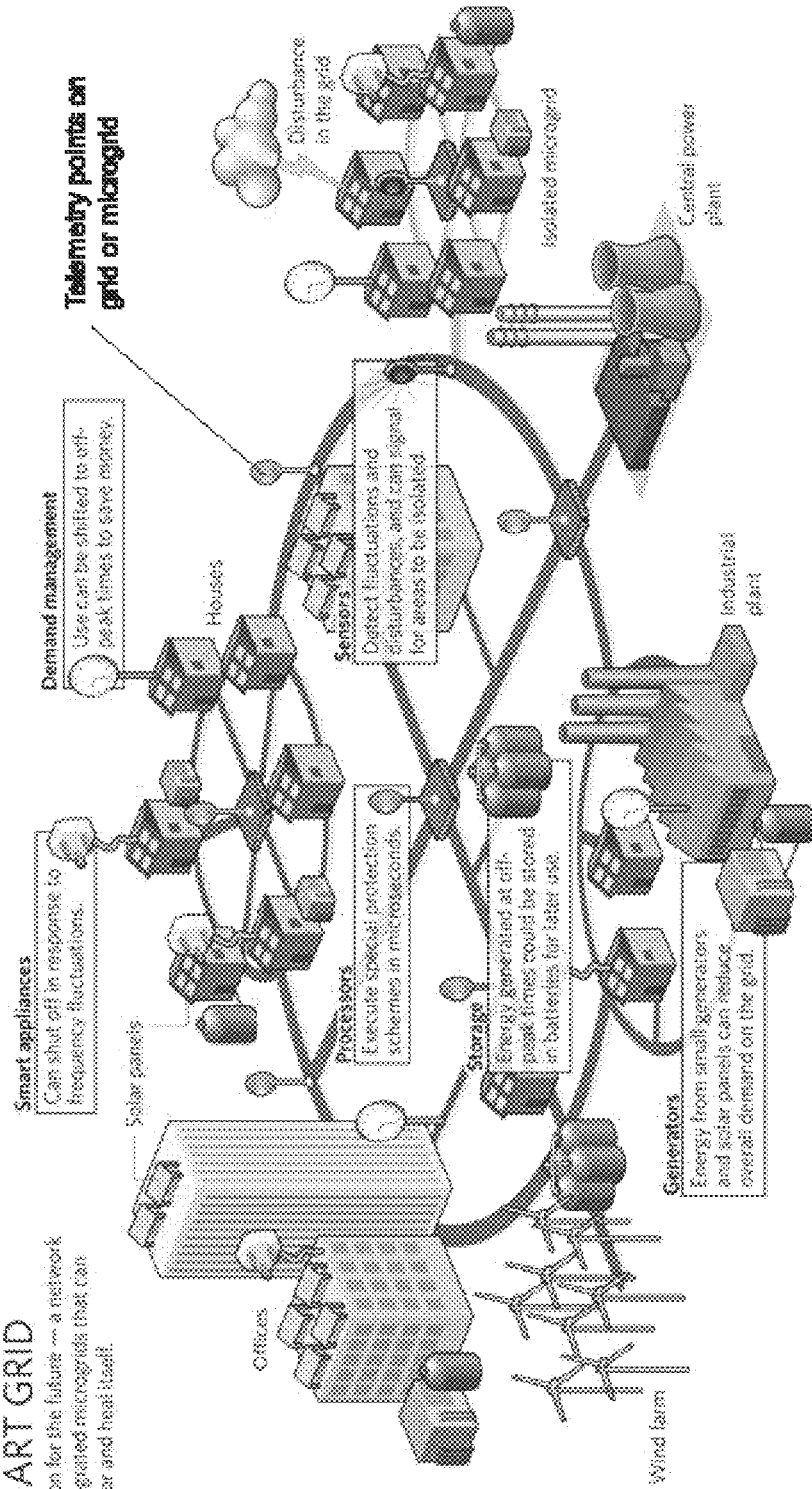 ART GRID
on for the future — a network
grated microgrids that can
or and heal itself.
Smart appliances
Can shut off in response to
frequency fluctuations.
Demand management
Use can be shifted to off-
peak times to save money.
Telemetry points on
grid or microgrid
Solar panels
Houses
Offices
Disturbance
in the grid
Processors
Execute special protection
schemes in microseconds.
Sensors
Detect fluctuations and
disturbances, and can signal
for areas to be isolated.
Isolated microgrid
Storage
Energy generated at off-
peak times could be stored
in batteries for later use.
Wind farm
Generators
Energy from small generators
and solar panels can reduce
overall demand on the grid.
Industrial
plant
Central power
plant